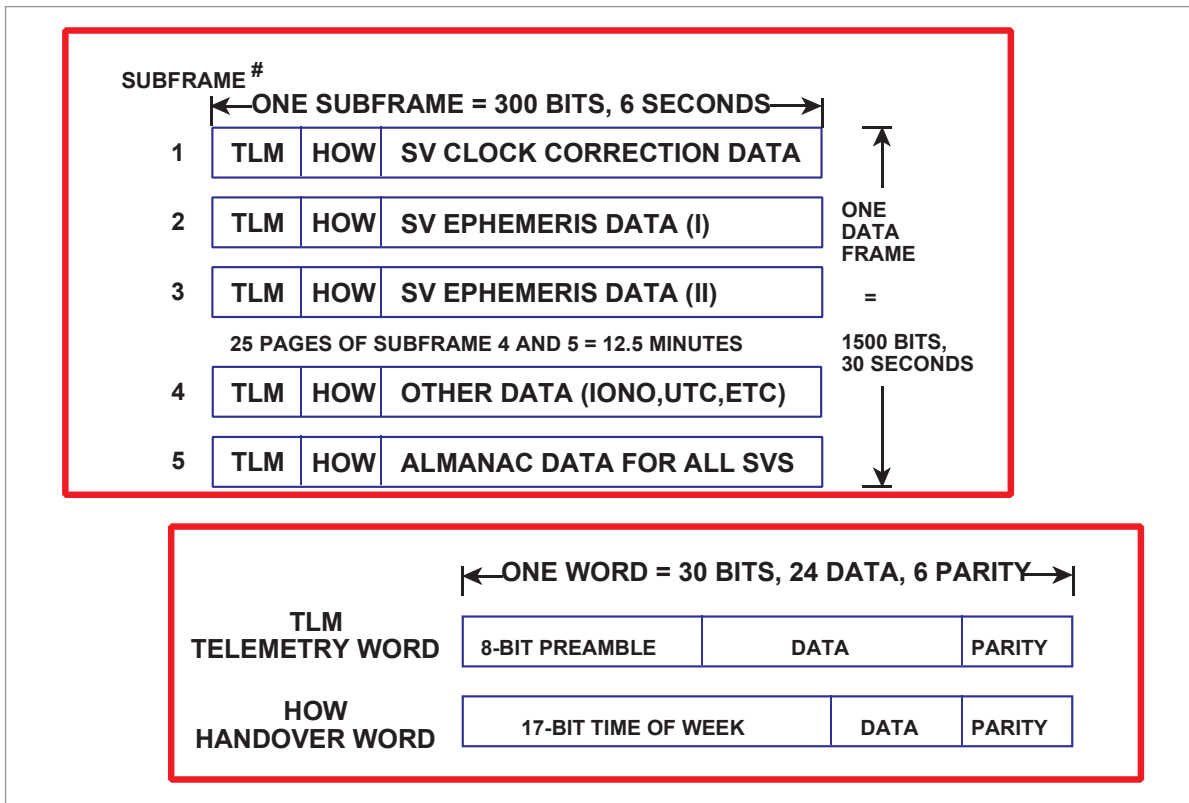 SUBFRAME #
ONE SUBFRAME = 300 BITS, 6 SECONDS
1 TLM HOW SV CLOCK CORRECTION DATA
2 TLM HOW SV EPHEMERIS DATA (I)
3 TLM HOW SV EPHEMERIS DATA (II)
25 PAGES OF SUBFRAME 4 AND 5 = 12.5 MINUTES
4 TLM HOW OTHER DATA (IONO,UTC,ETC)
5 TLM HOW ALMANAC DATA FOR ALL SVS
ONE
DATA
FRAME
=
1500 BITS,
30 SECONDS
ONE WORD = 30 BITS, 24 DATA, 6 PARITY
TLM
TELEMETRY WORD
8-BIT PREAMBLE DATA PARITY
HOW
HANDOVER WORD
17-BIT TIME OF WEEK DATA PARITY